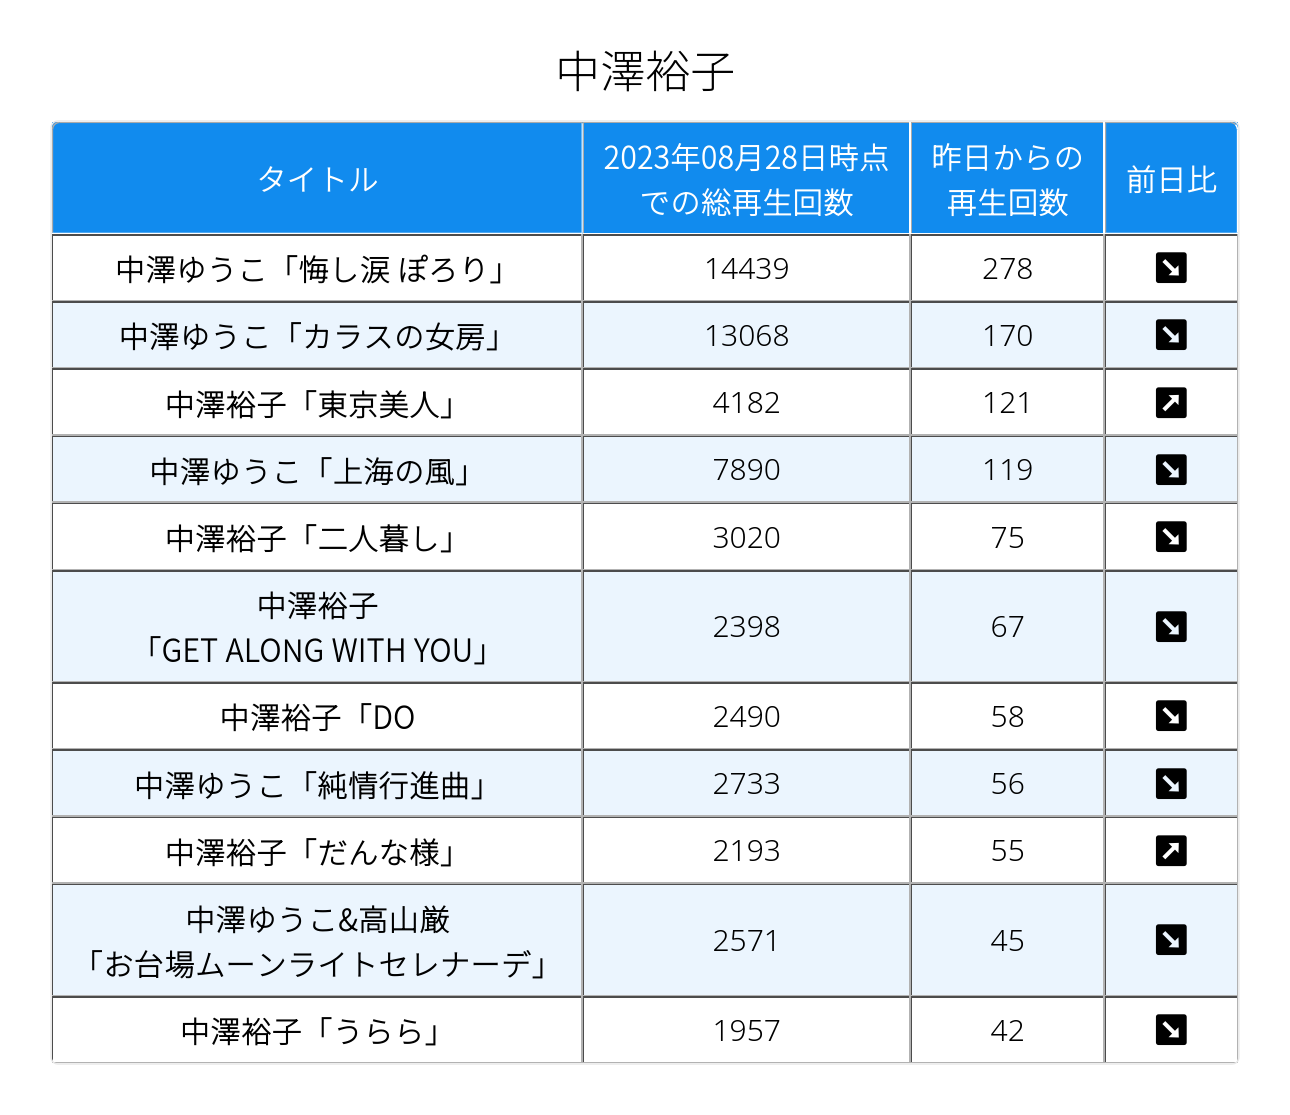 中澤裕子
タイトル
2023年08月28日時点
での総再生回数
昨日からの
再生回数
前日比
中澤ゆうこ「悔し涙 ぽろり」
14439
278
中澤ゆうこ「カラスの女房」
13068
170
中澤裕子「東京美人」
4182
121
中澤ゆうこ「上海の風」
7890
119
中澤裕子「二人暮し」
3020
75
中澤裕子
「GET ALONG WITH YOU」
2398
67
中澤裕子「DO
2490
58
中澤ゆうこ「純情行進曲」
2733
56
中澤裕子「だんな様」
2193
55
中澤ゆうこ&高山厳
「お台場ムーンライトセレナーデ」
2571
45
中澤裕子「うらら」
1957
42